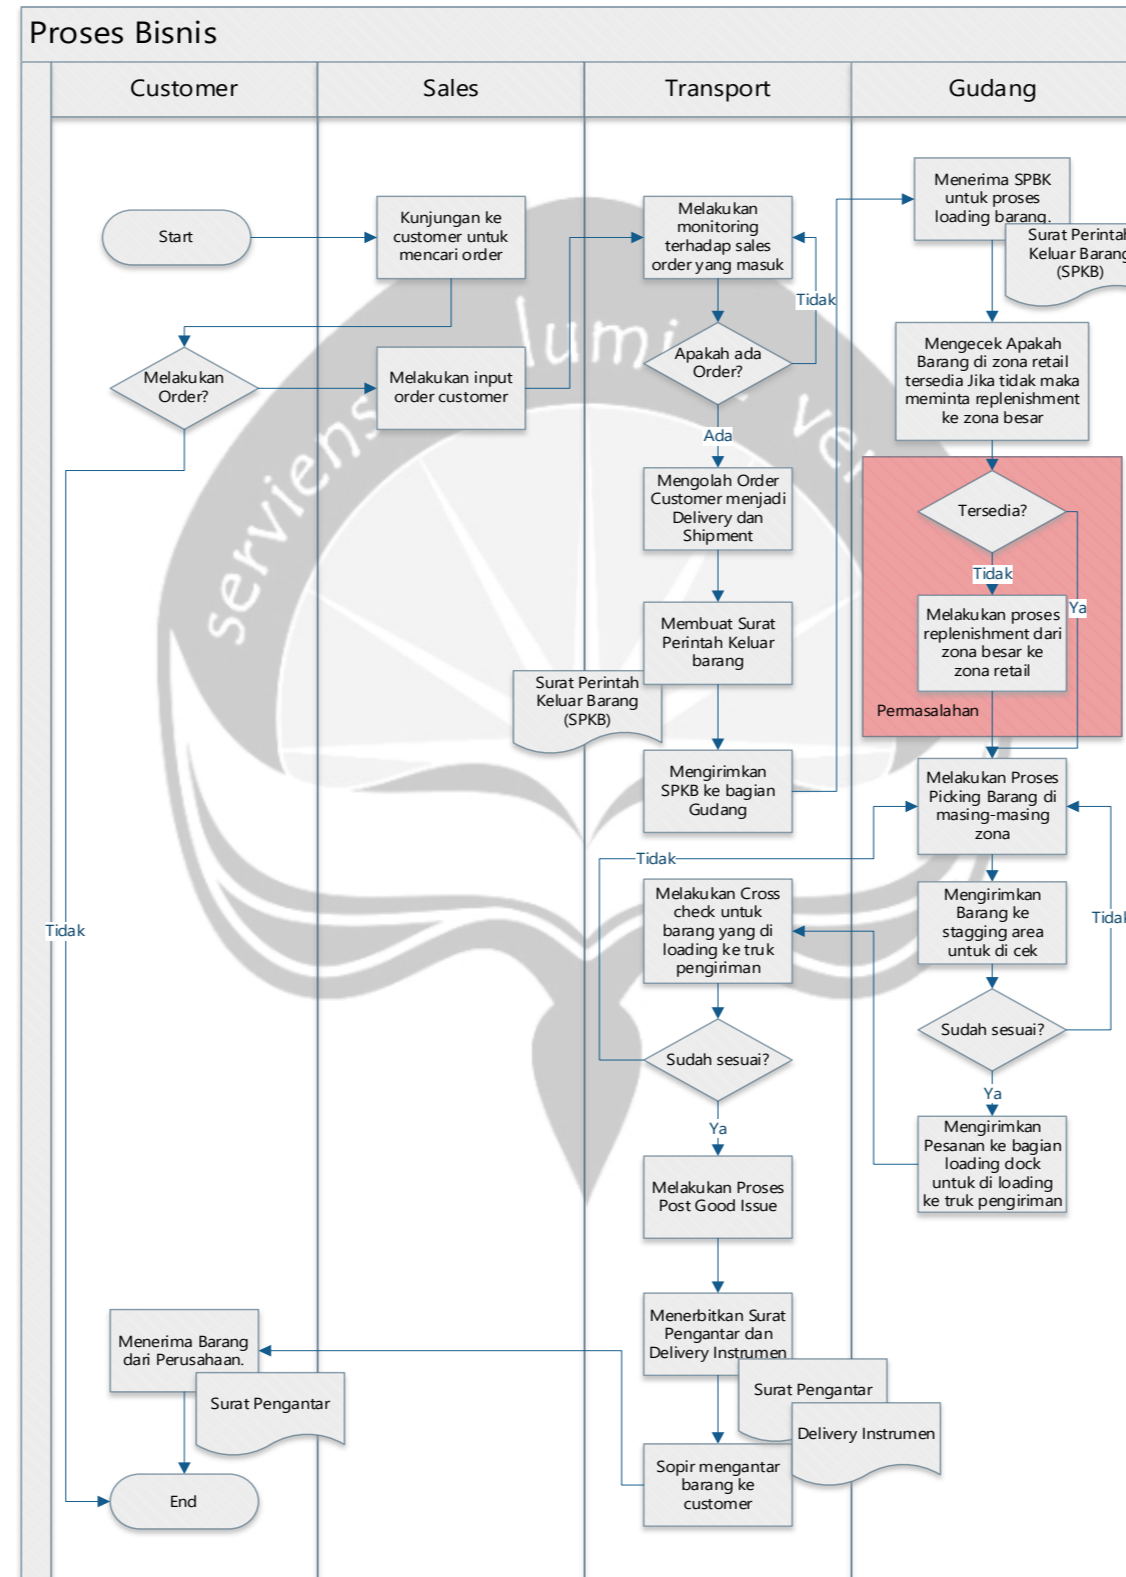 Proses Bisnis
Customer
Sales
Transport
Gudang
Start
Kunjungan ke
customer untuk
mencari order
Melakukan
Order?
Tidak
Melakukan input
order customer
Melakukan
monitoring
terhadap sales
order yang masuk
Tidak
Apakah ada
Order?
Ada
Mengolah Order
Customer menjadi
Delivery dan
Shipment
Membuat Surat
Perintah Keluar
barang
Surat Perintah
Keluar Barang
(SPKB)
Mengirimkan
SPKB ke bagian
Gudang
Menerima SPBK
untuk proses
loading barang.
Surat Perintah
Keluar Barang
(SPKB)
Mengecek Apakah
Barang di zona retail
tersedia Jika tidak maka
meminta replenishment
ke zona besar
Tersedia?
Tidak
Ya
Melakukan proses
replenishment dari
zona besar ke
zona retail
Permasalahan
Melakukan Proses
Picking Barang di
masing-masing
zona
Mengirimkan
Barang ke
stagging area
untuk di cek
Tidak
Sudah sesuai?
Ya
Mengirimkan
Pesanan ke bagian
loading dock
untuk di loading
ke truk pengiriman
Tidak
Melakukan Cross
check untuk
barang yang di
loading ke truk
pengiriman
Sudah sesuai?
Ya
Melakukan Proses
Post Good Issue
Menerbitkan Surat
Pengantar dan
Delivery Instrumen
Surat Pengantar
Delivery Instrumen
Sopir mengantar
barang ke
customer
Menerima Barang
dari Perusahaan.
Surat Pengantar
End
serviens